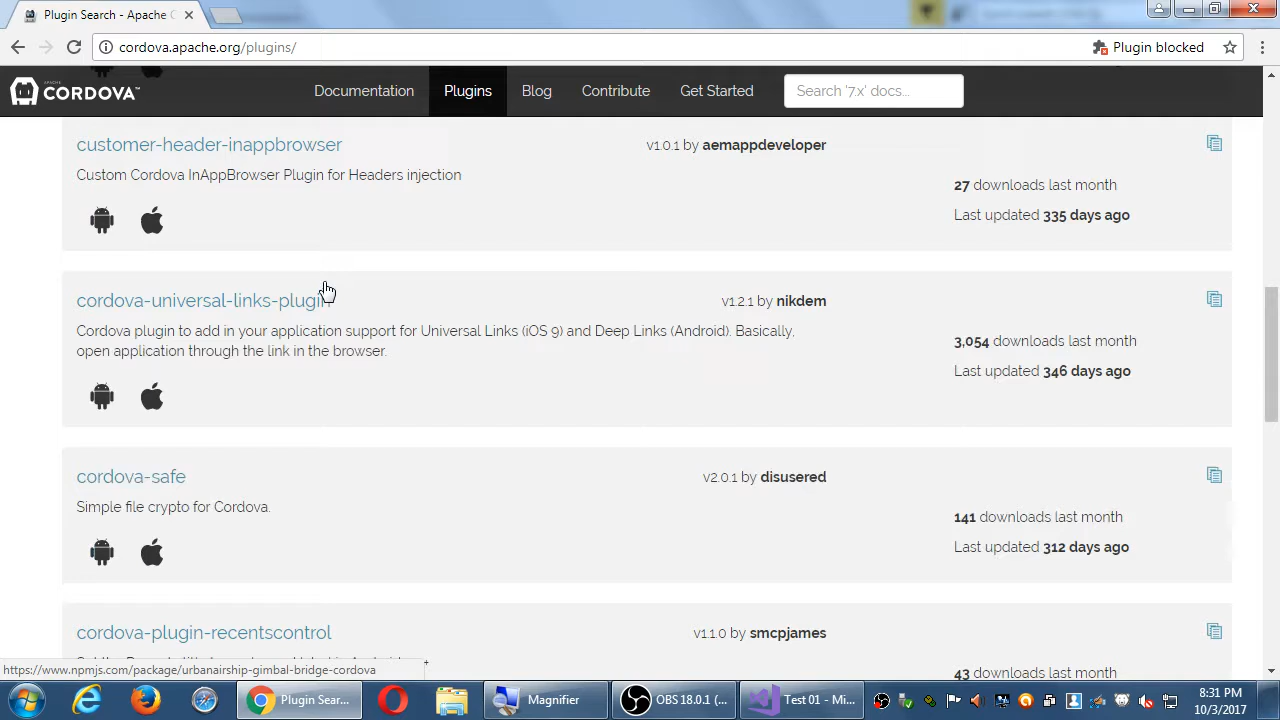 Plugin Search - Apache C
cordova.apache.org/plugins/
Plugin blocked
APACHE
CORDOVA™
Documentation
Plugins
Blog
Contribute
Get Started
Search '7.x' docs...
customer-header-inappbrowser
v1.0.1 by aemappdeveloper
Custom Cordova InAppBrowser Plugin for Headers injection
27 downloads last month
Last updated 335 days ago
cordova-universal-links-plugin
v1.2.1 by nikdem
Cordova plugin to add in your application support for Universal Links (iOS 9) and Deep Links (Android). Basically,
open application through the link in the browser.
3,054 downloads last month
Last updated 346 days ago
cordova-safe
v2.0.1 by disusered
Simple file crypto for Cordova.
141 downloads last month
Last updated 312 days ago
cordova-plugin-recentscontrol
v1.1.0 by smcpjames
43 downloads last month
https://www.npmjs.com/package/urbanairship-gimbal-bridge-cordova
Plugin Sear...
Magnifier
OBS 18.0.1 (...
Test 01 - Mi...
8:31 PM
10/3/2017